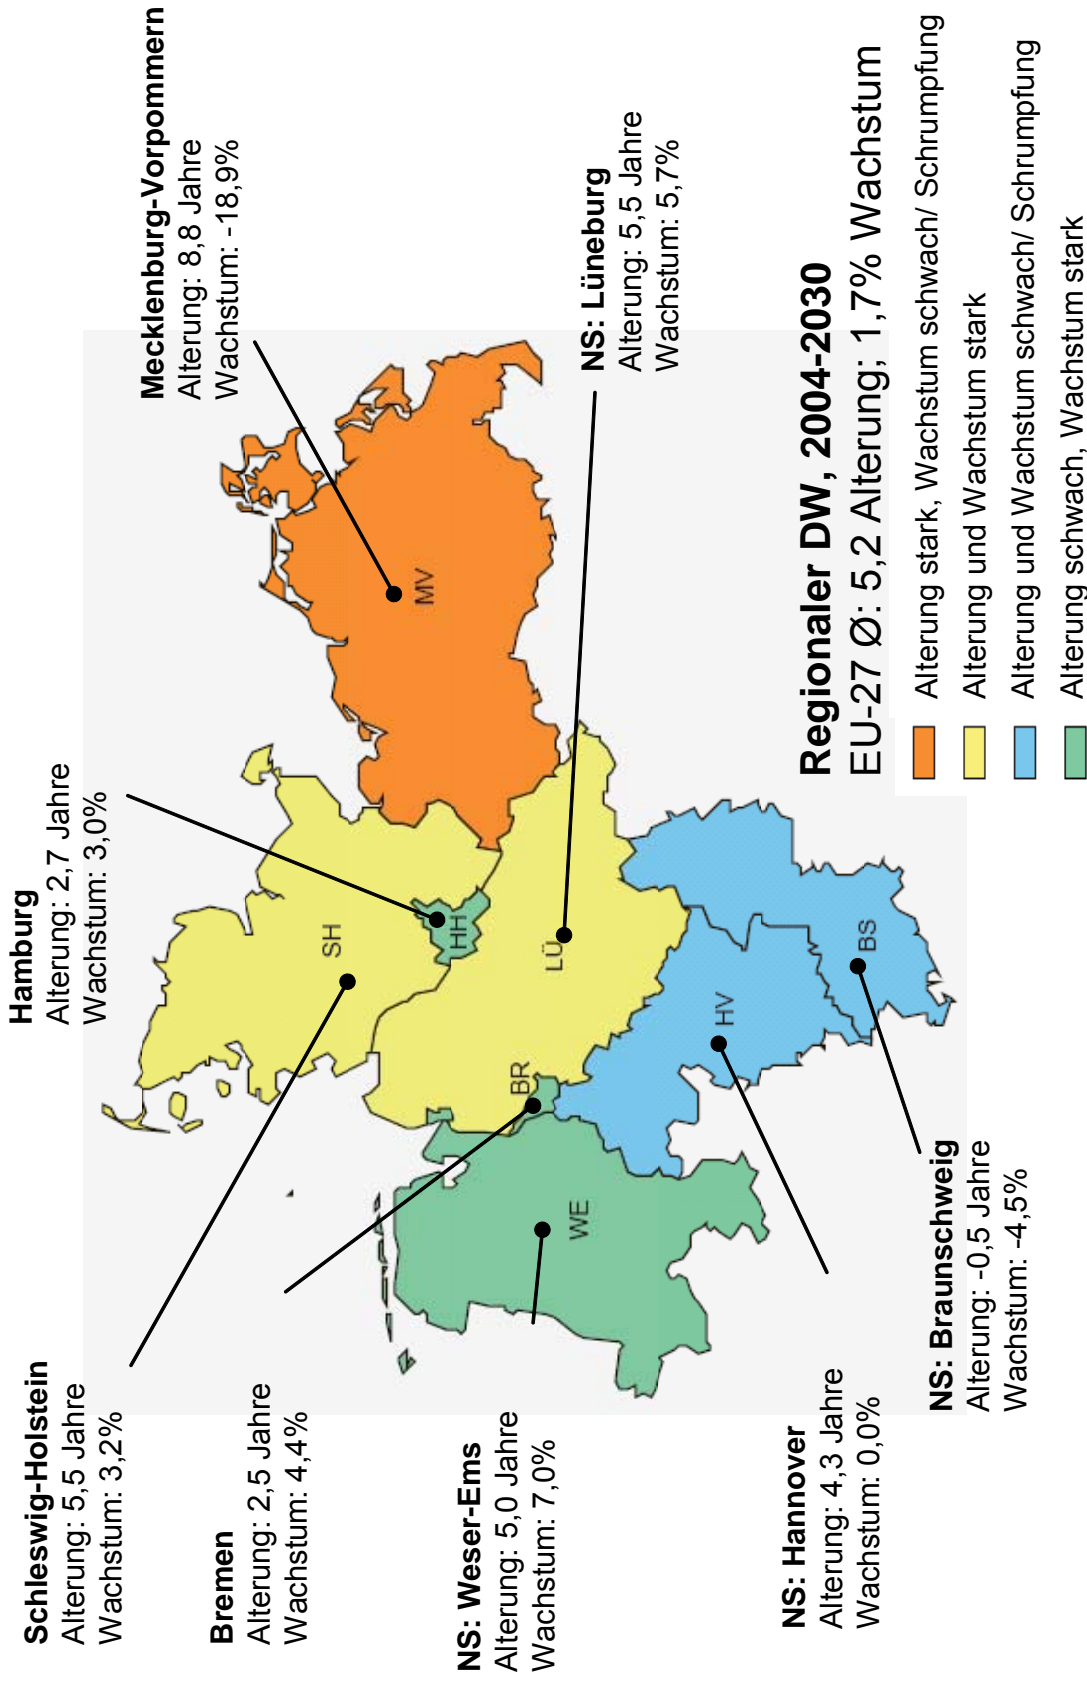 Hamburg
Alterung: 2,7 Jahre
Wachstum: 3,0%
Schleswig-Holstein
Alterung: 5,5 Jahre
Wachstum: 3,2%
Mecklenburg-Vorpommern
Alterung: 8,8 Jahre
Wachstum: -18,9%
Bremen
Alterung: 2,5 Jahre
Wachstum: 4,4%
NS: Weser-Ems
Alterung: 5,0 Jahre
Wachstum: 7,0%
NS: Lüneburg
Alterung: 5,5 Jahre
Wachstum: 5,7%
NS: Hannover
Alterung: 4,3 Jahre
Wachstum: 0,0%
NS: Braunschweig
Alterung: -0,5 Jahre
Wachstum: -4,5%
SH
MV
HH
BR
LÜ
WE
HV
BS
Regionaler DW, 2004-2030
EU-27 Ø: 5,2 Alterung; 1,7% Wachstum
Alterung stark, Wachstum schwach/ Schrumpfung
Alterung und Wachstum stark
Alterung und Wachstum schwach/ Schrumpfung
Alterung schwach, Wachstum stark